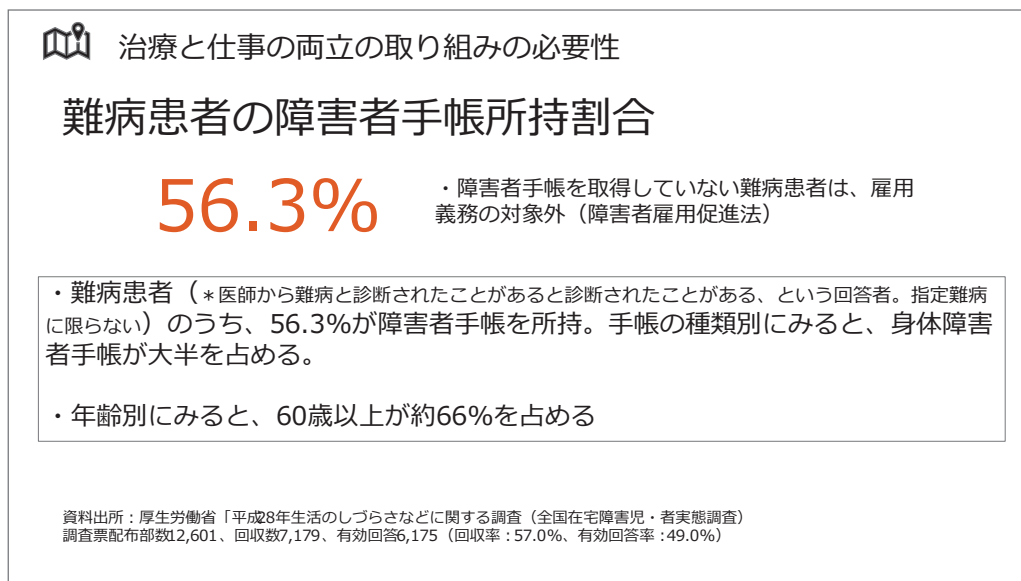 治療と仕事の両立の取り組みの必要性
難病患者の障害者手帳所持割合
56.3%
・障害者手帳を取得していない難病患者は、雇用
義務の対象外（障害者雇用促進法）
・難病患者（＊医師から難病と診断されたことがあると診断されたことがある、という回答者。指定難病
に限らない）のうち、56.3%が障害者手帳を所持。手帳の種類別にみると、身体障害
者手帳が大半を占める。
・年齢別にみると、60歳以上が約66%を占める
資料出所：厚生労働省「平成28年生活のしづらさなどに関する調査（全国在宅障害児・者実態調査）
調査票配布部数12,601、回収数7,179、有効回答6,175（回収率：57.0%、有効回答率：49.0%）